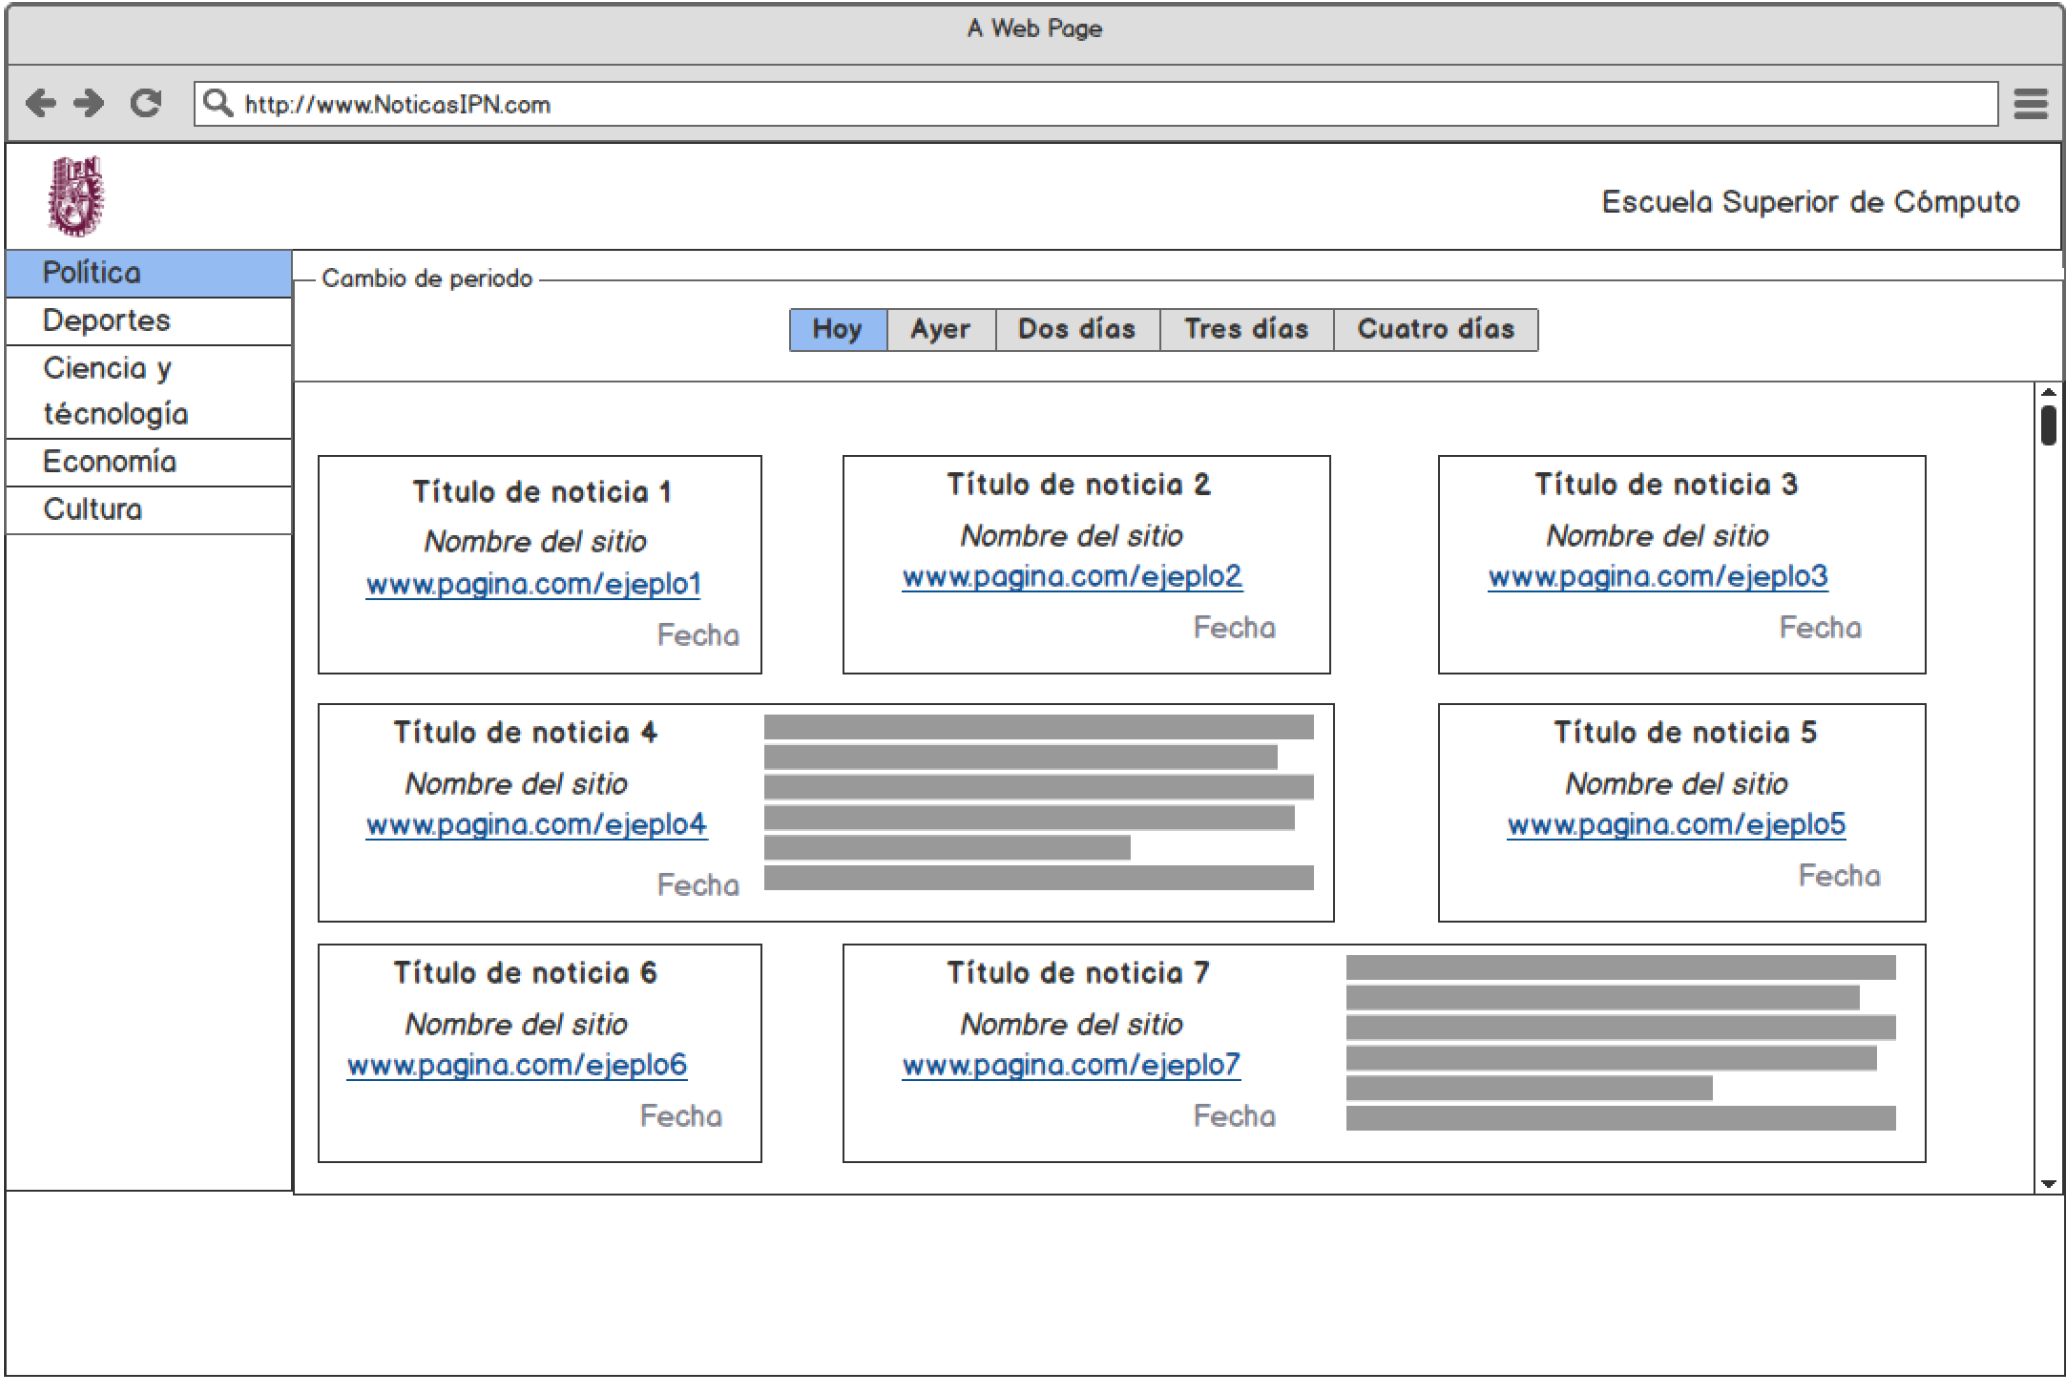 A Web Page
http://www.NoticasIPN.com
IPN
Escuela Superior de Cómputo
Política
Deportes
Ciencia y
técnología
Economía
Cultura
Cambio de periodo
Hoy Ayer Dos días Tres días Cuatro días
Título de noticia 1
Nombre del sitio
www.pagina.com/ejeplo1
Fecha
Título de noticia 2
Nombre del sitio
www.pagina.com/ejeplo2
Fecha
Título de noticia 3
Nombre del sitio
www.pagina.com/ejeplo3
Fecha
Título de noticia 4
Nombre del sitio
www.pagina.com/ejeplo4
Fecha
Título de noticia 5
Nombre del sitio
www.pagina.com/ejeplo5
Fecha
Título de noticia 6
Nombre del sitio
www.pagina.com/ejeplo6
Fecha
Título de noticia 7
Nombre del sitio
www.pagina.com/ejeplo7
Fecha